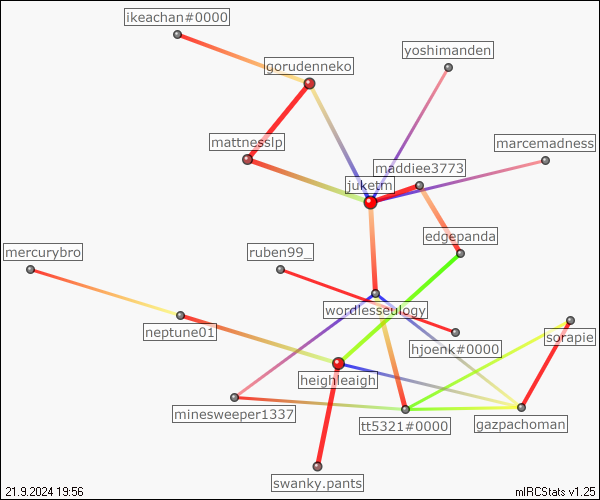 ikeachan#0000
yoshimanden
gorudenneko
mattnesslp
marcemadness
maddiee3773
juketm
edgepanda
mercurybro
ruben99_
wordlesseulogy
neptune01
sorapie
hjoenk#0000
heighleaigh
minesweeper1337
tt5321#0000
gazpachoman
swanky.pants
21.9.2024 19:56
mIRCStats v1.25